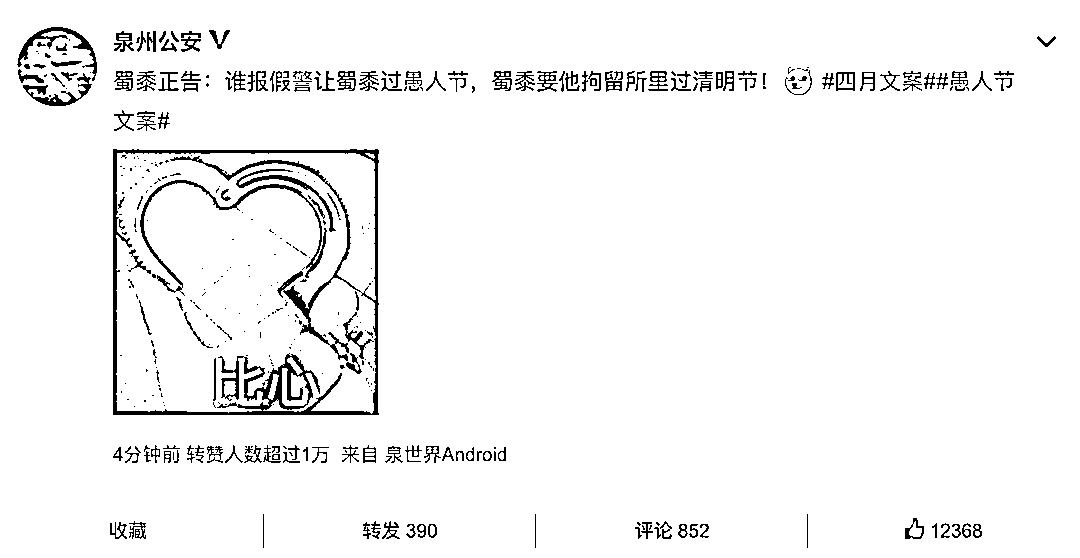 泉州公安 V
蜀黍正告：谁报假警让蜀黍过愚人节，蜀黍要他拘留所里过清明节！ #四月文案##愚人节
文案#
比心
4分钟前 转赞人数超过1万 来自 泉世界Android
收藏
转发 390
评论 852
12368